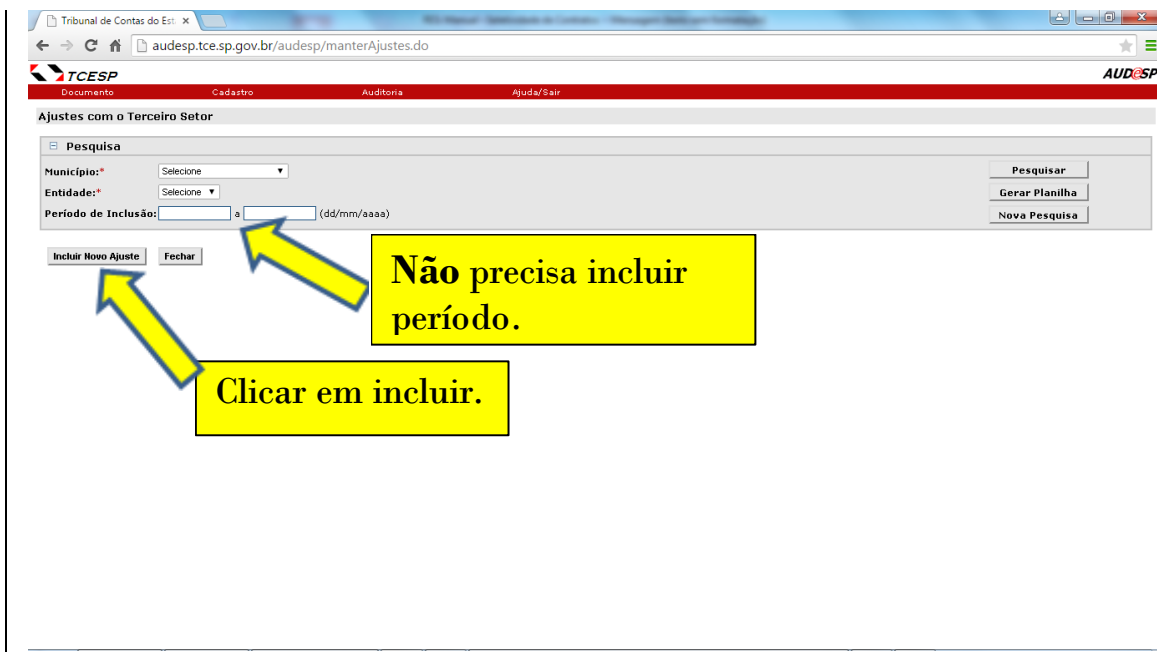 Tribunal de Contas do Est
audesp.tce.sp.gov.br/audesp/manterAjustes.do
TCESP
AUD@SP
Documento Cadastro Auditoria Ajuda/Sair
Ajustes com o Terceiro Setor
Pesquisa
Município:* Selecione Pesquisar
Entidade:* Selecione Gerar Planilha
Período de Inclusão: a (dd/mm/aaaa) Nova Pesquisa
Incluir Novo Ajuste Fechar
Não precisa incluir
período.
Clicar em incluir.